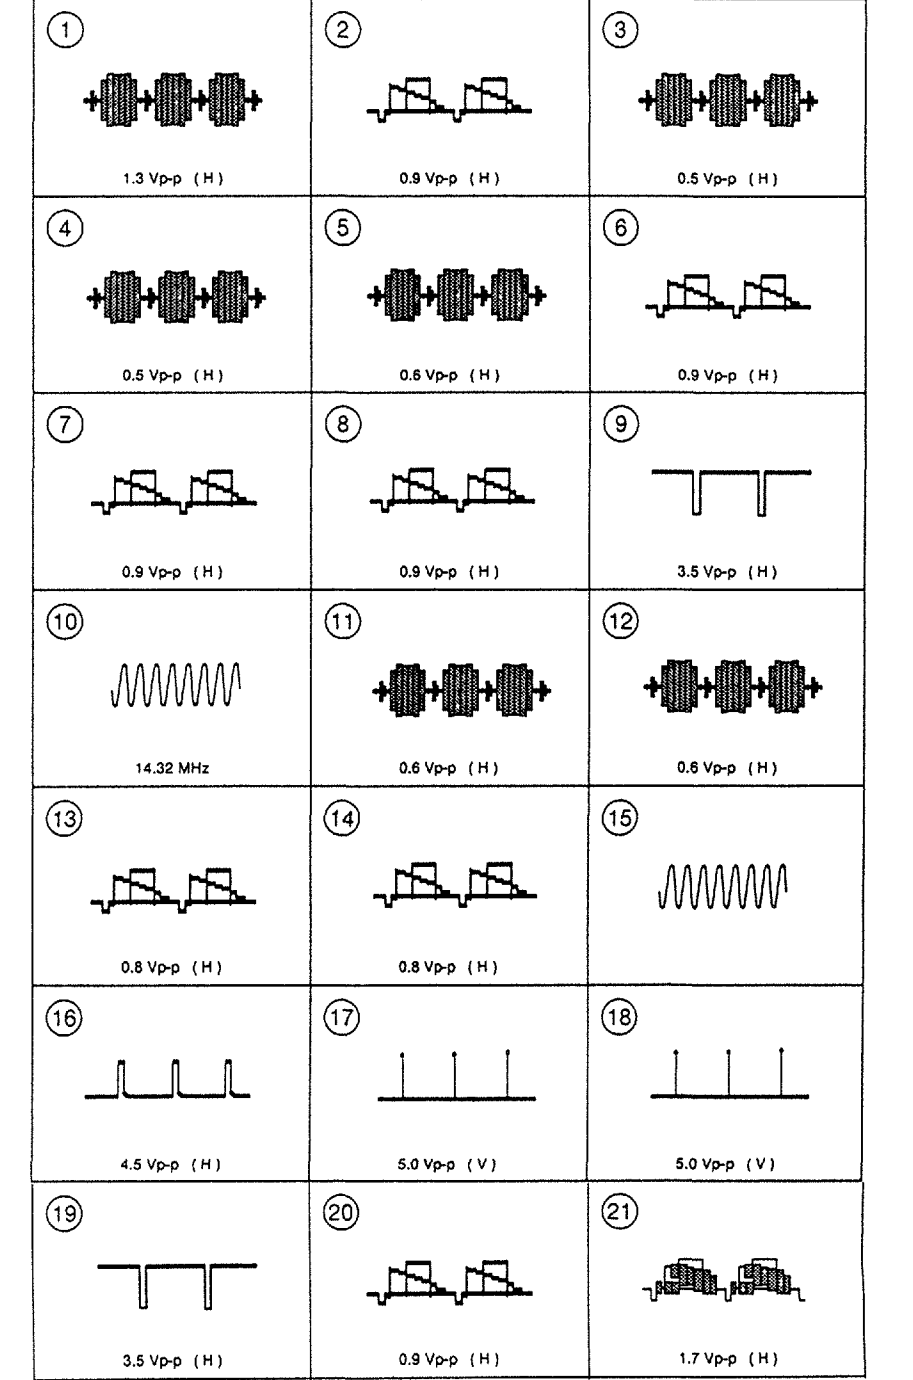 1
2
3
1.3 Vp-p (H)
0.9 Vp-p (H)
0.5 Vp-p (H)
4
5
6
0.5 Vp-p (H)
0.6 Vp-p (H)
0.9 Vp-p (H)
7
8
9
0.9 Vp-p (H)
0.9 Vp-p (H)
3.5 Vp-p (H)
10
11
12
14.32 MHz
0.6 Vp-p (H)
0.6 Vp-p (H)
13
14
15
0.8 Vp-p (H)
0.8 Vp-p (H)
16
17
18
4.5 Vp-p (H)
5.0 Vp-p (V)
5.0 Vp-p (V)
19
20
21
3.5 Vp-p (H)
0.9 Vp-p (H)
1.7 Vp-p (H)